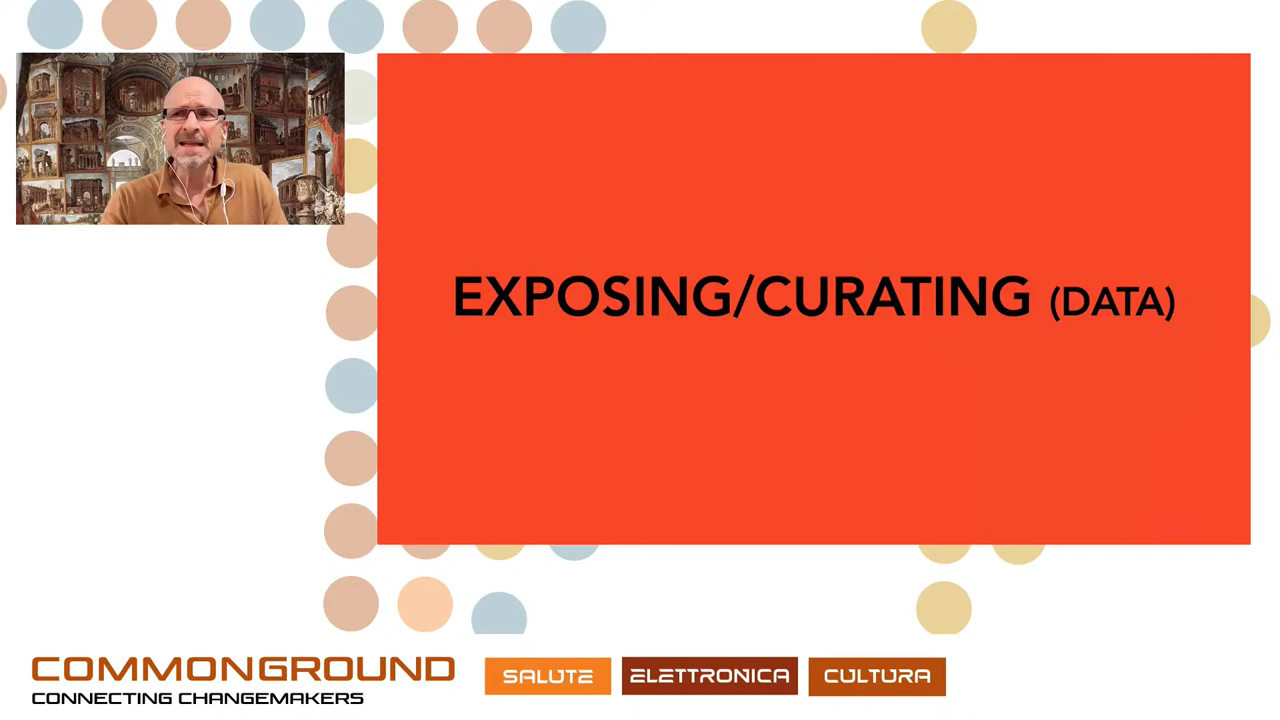 EXPOSING/CURATING (DATA)
COMMONGROUND
CONNECTING CHANGEMAKERS
SALUTE
ELETTRONICA
CULTURA